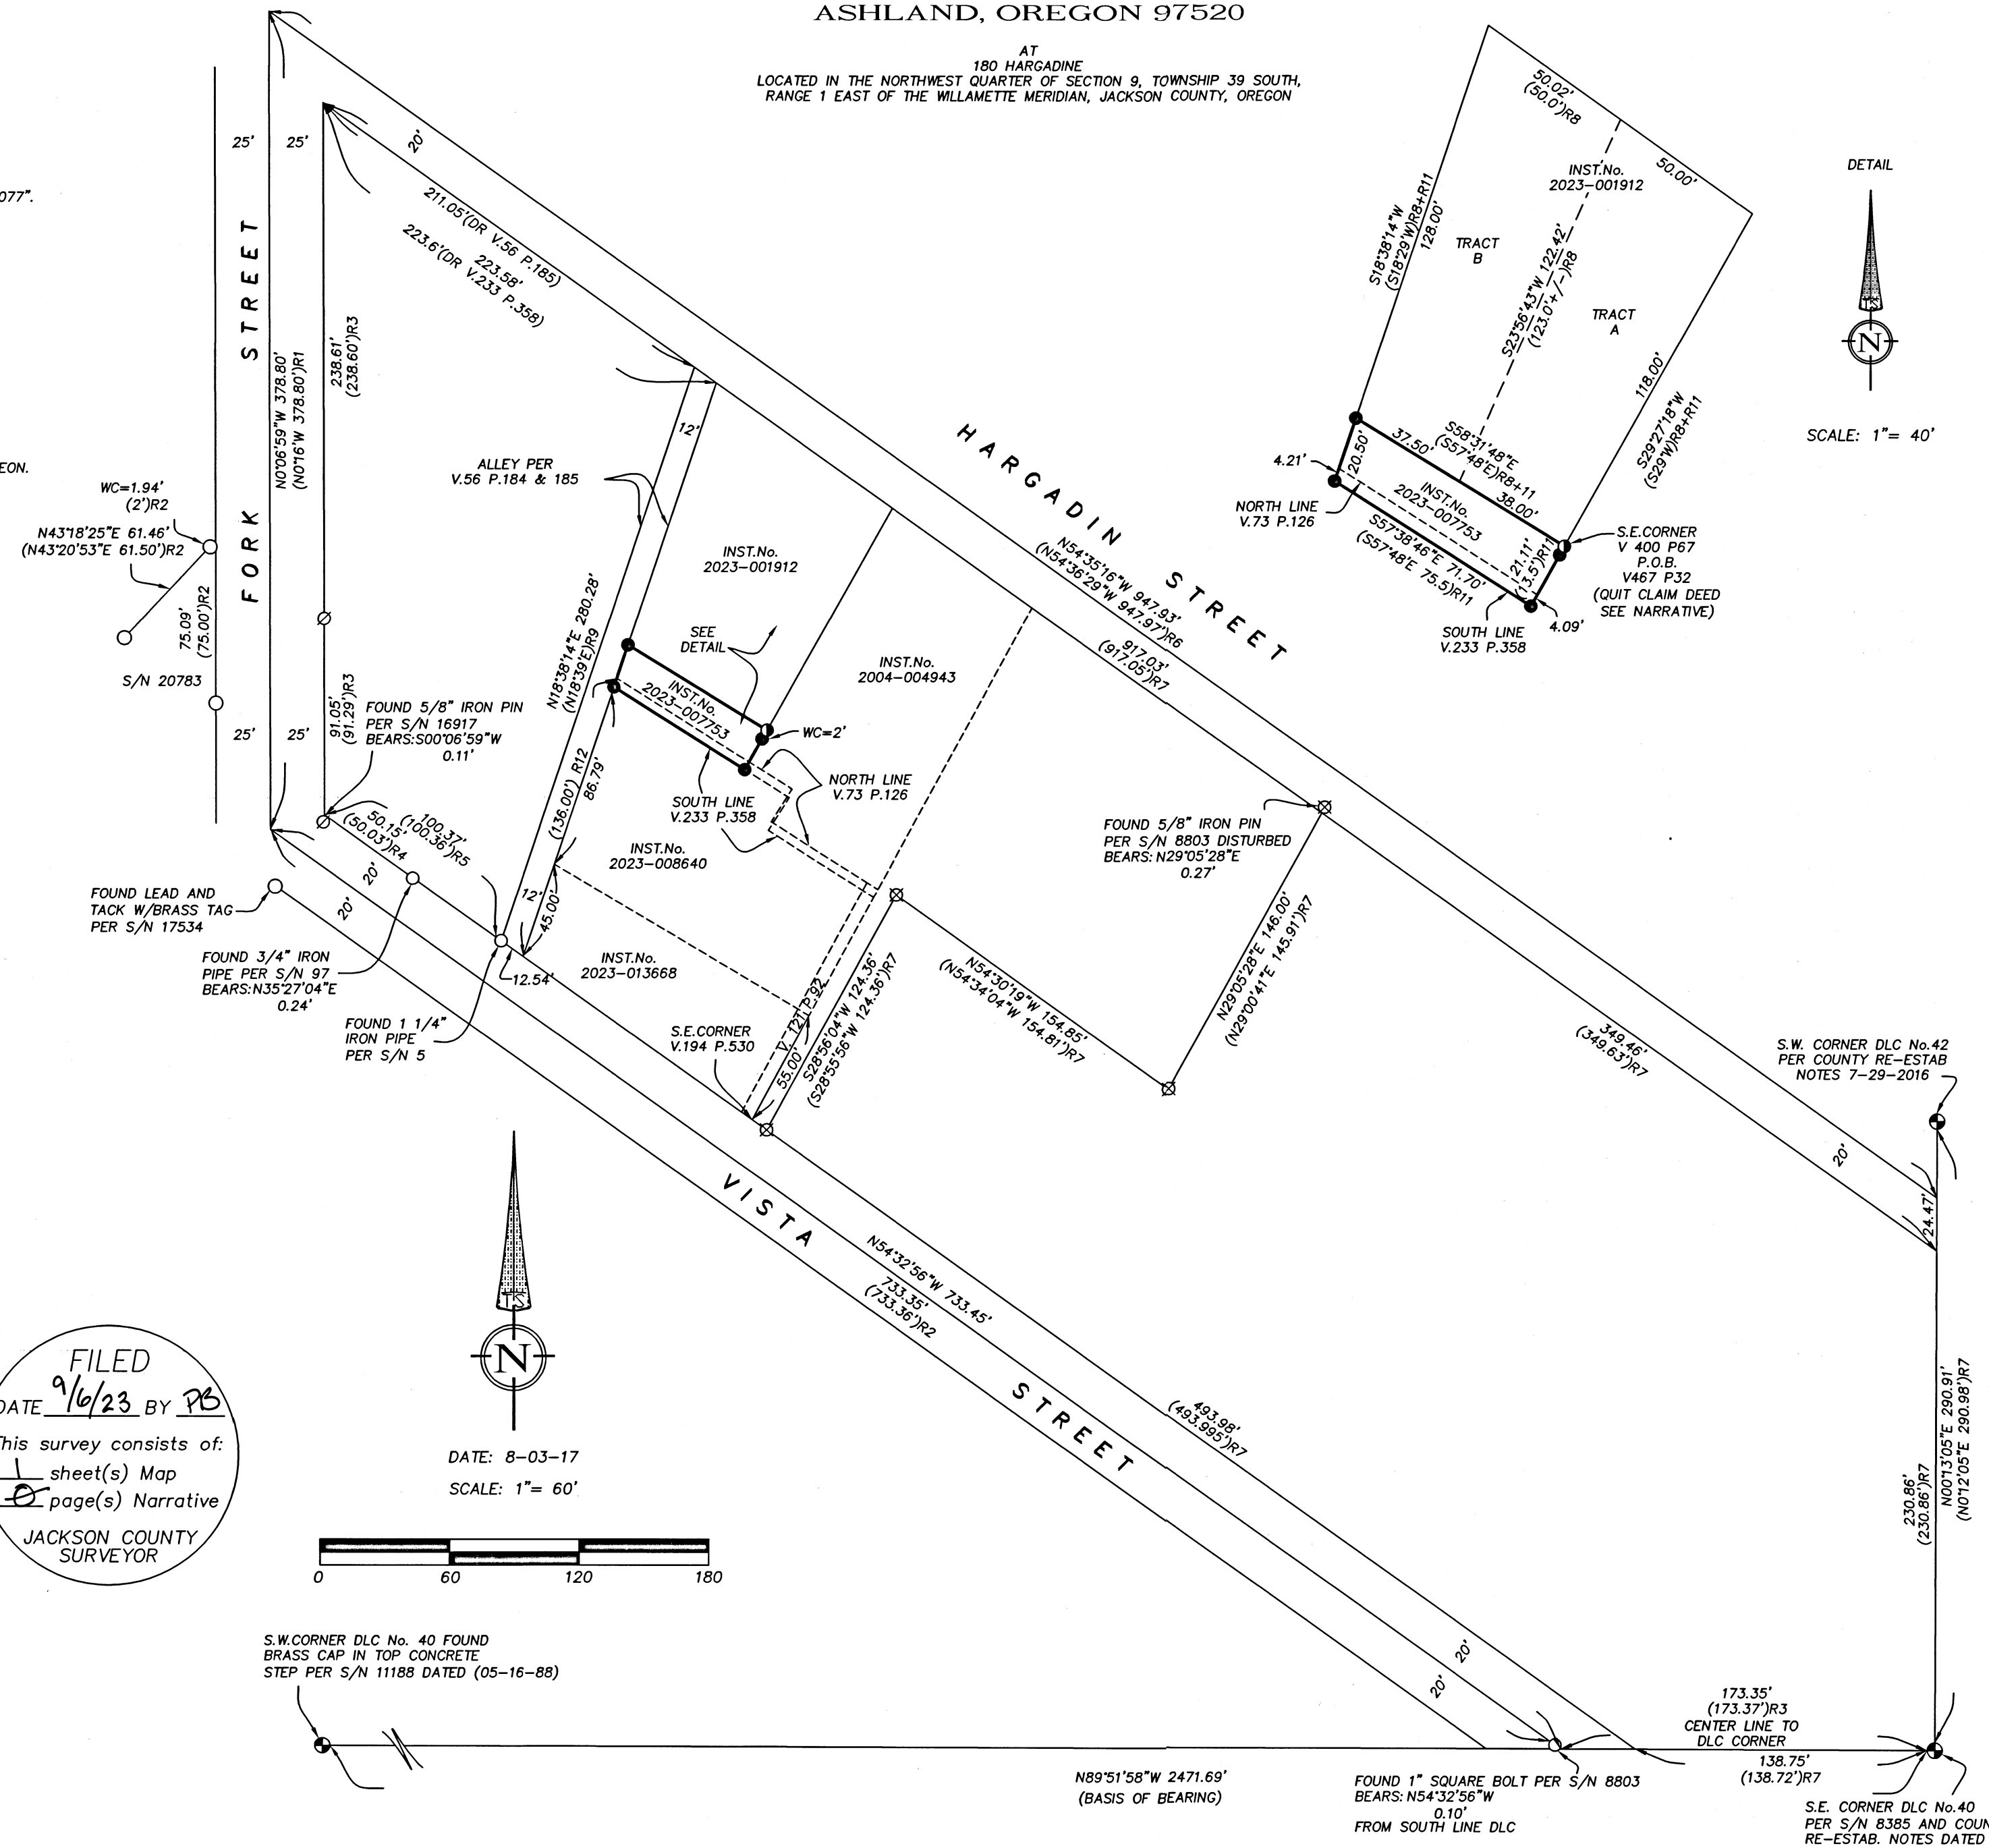 ASHLAND, OREGON 97520
AT
180 HARGADINE
LOCATED IN THE NORTHWEST QUARTER OF SECTION 9, TOWNSHIP 39 SOUTH,
RANGE 1 EAST OF THE WILLAMETTE MERIDIAN, JACKSON COUNTY, OREGON
077".
EON.
25'
25'
FORK STREET
N0°06'59"W 378.80'
(N0°16'W 378.80')R1
238.61'
(238.60')R3
20'
211.05'(DR V.56 P.185)
223.58'
223.6'(DR V.233 P.358)
12'
ALLEY PER
V.56 P.184 & 185
WC=1.94'
(2')R2
N43°18'25"E 61.46'
(N43°20'53"E 61.50')R2
75.09'
(75.00')R2
S/N 20783
25'
25'
91.05'
(91.29')R3
FOUND 5/8" IRON PIN
PER S/N 16917
BEARS:S00°06'59"W
0.11'
50.15'
(50.03')R4
100.37'
(100.36')R5
FOUND LEAD AND
TACK W/BRASS TAG
PER S/N 17534
20'
20'
FOUND 3/4" IRON
PIPE PER S/N 97
BEARS:N35°27'04"E
0.24'
FOUND 1 1/4"
IRON PIPE
PER S/N 5
N18°38'14"E 280.28'
(N18°39'E)R9
(136.00') R12
86.79'
12'
45.00'
12.54'
INST.No.
2023-001912
SEE
DETAIL
INST.No.
2023-007753
WC=2'
NORTH LINE
V.73 P.126
SOUTH LINE
V.233 P.358
INST.No.
2023-008640
INST.No.
2023-013668
INST.No.
2004-004943
S.E.CORNER
V.194 P.530
V.121 P.92
55.00'
S28°56'04"W 124.36'
(S28°55'56"W 124.36')R7
HARGADIN STREET
N54°35'16"W 947.93'
(N54°36'29"W 947.97')R6
917.03'
(917.05')R7
FOUND 5/8" IRON PIN
PER S/N 8803 DISTURBED
BEARS: N29°05'28"E
0.27'
N54°30'19"W 154.85'
(N54°34'04"W 154.81')R7
N29°05'28"E 146.00'
(N29°00'41"E 145.91')R7
349.46'
(349.63')R7
50.02'
(50.0')R8
50.00'
INST.No.
2023-001912
S18°38'14"W
(S18°29'W)R8+R11
128.00'
TRACT
B
S23°56'43"W 122.42'
(123.0'+/-)R8
TRACT
A
118.00'
S29°27'18"W
(S29°W)R8+R11
4.21'
20.50'
37.50'
S58°31'48"E
(S57°48'E)R8+11
38.00'
INST.No.
2023-007753
NORTH LINE
V.73 P.126
S57°38'46"E 71.70'
(S57°48'E 75.5)R11
21.11'
(13.5')R11
4.09'
SOUTH LINE
V.233 P.358
S.E.CORNER
V 400 P67
P.O.B.
V467 P32
(QUIT CLAIM DEED
SEE NARRATIVE)
DETAIL
TS
N
SCALE: 1"= 40'
S.W. CORNER DLC No.42
PER COUNTY RE-ESTAB
NOTES 7-29-2016
20'
24.47'
N00°13'05"E 290.91'
(N0°12'05"E 290.98')R7
230.86'
(230.86')R7
VISTA STREET
N54°32'56"W 733.45'
733.35'
(733.36')R2
493.98'
(493.995')R7
20'
20'
TS
N
DATE: 8-03-17
SCALE: 1"= 60'
0 60 120 180
FILED
DATE 9/6/23 BY PB
This survey consists of:
1 sheet(s) Map
0 page(s) Narrative
JACKSON COUNTY
SURVEYOR
S.W.CORNER DLC No. 40 FOUND
BRASS CAP IN TOP CONCRETE
STEP PER S/N 11188 DATED (05-16-88)
N89°51'58"W 2471.69'
(BASIS OF BEARING)
FOUND 1" SQUARE BOLT PER S/N 8803
BEARS: N54°32'56"W
0.10'
FROM SOUTH LINE DLC
173.35'
(173.37')R3
CENTER LINE TO
DLC CORNER
138.75'
(138.72')R7
S.E. CORNER DLC No.40
PER S/N 8385 AND COUN
RE-ESTAB. NOTES DATED